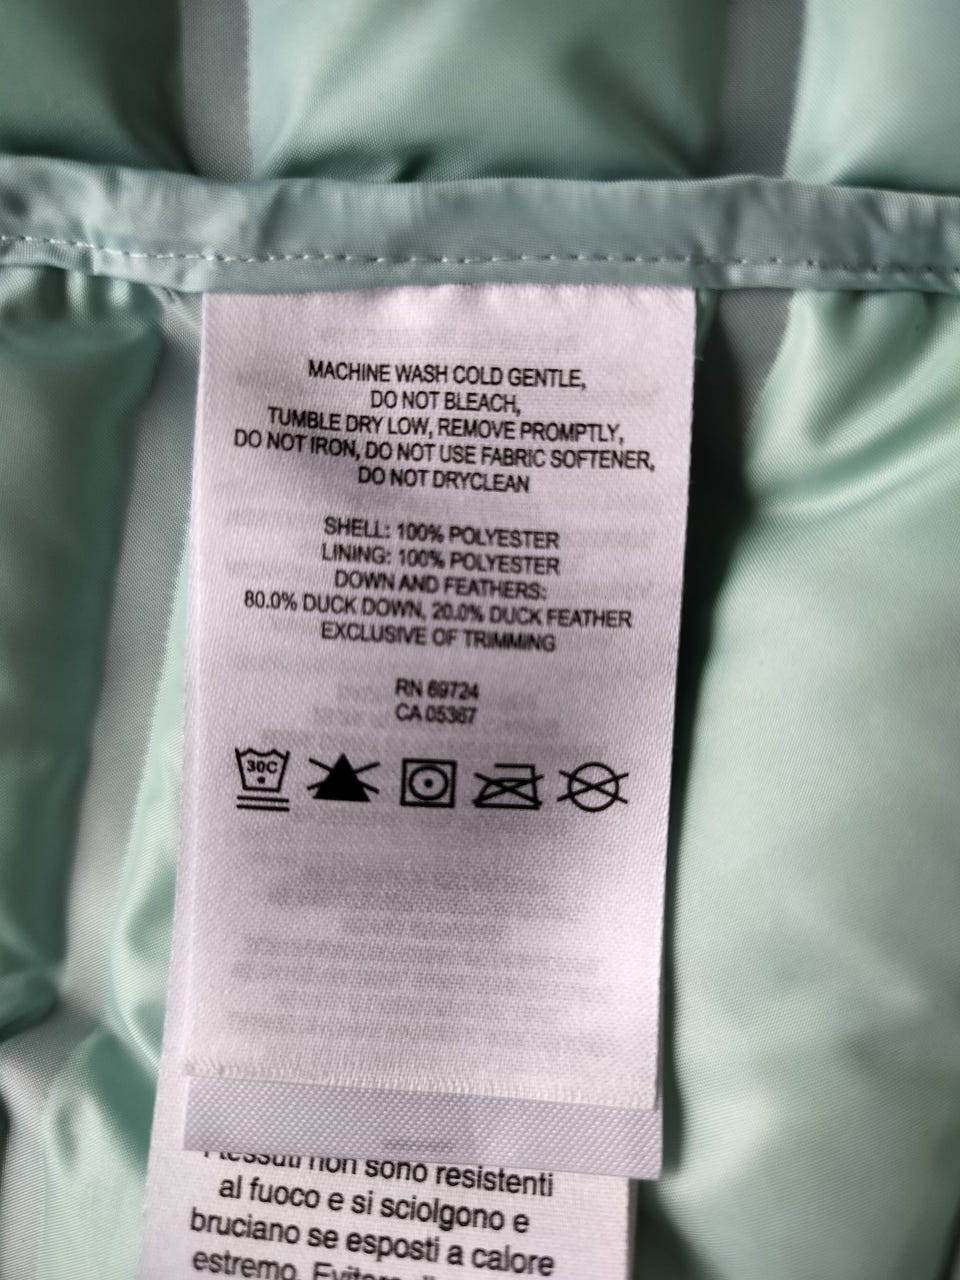 MACHINE WASH COLD GENTLE,
DO NOT BLEACH,
TUMBLE DRY LOW, REMOVE PROMPTLY,
DO NOT IRON, DO NOT USE FABRIC SOFTENER,
DO NOT DRYCLEAN
SHELL: 100% POLYESTER
LINING: 100% POLYESTER
DOWN AND FEATHERS:
80.0% DUCK DOWN, 20.0% DUCK FEATHER
EXCLUSIVE OF TRIMMING
RN 69724
CA 05367
30C
tessuti non sono resistenti
al fuoco e si sciolgono e
bruciano se esposti a calore
estremo. Evitare